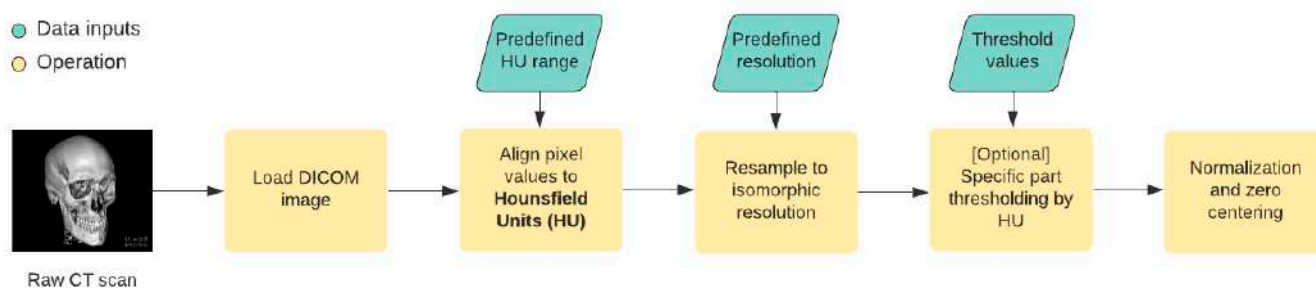 Data inputs
Operation
Predefined
HU range
Predefined
resolution
Threshold
values
Load DICOM
image
Align pixel
values to
Hounsfield
Units (HU)
Resample to
isomorphic
resolution
[Optional]
Specific part
thresholding by
HU
Normalization
and zero
centering
Raw CT scan